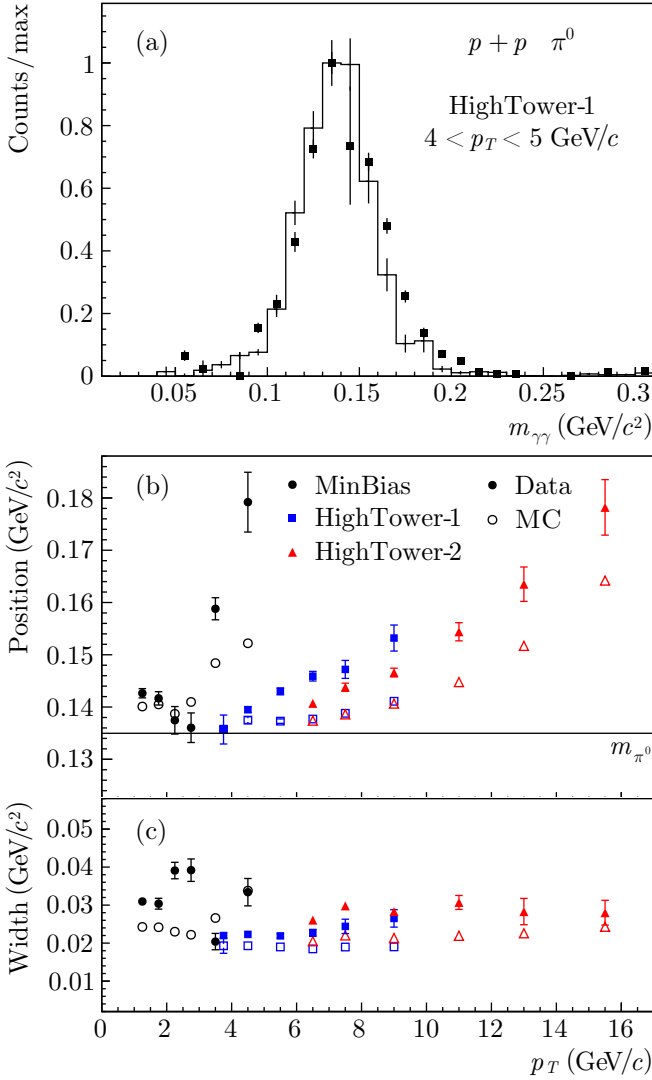 (a)
p + p π⁰
HighTower-1
4 < p_T < 5 GeV/c
Counts/max
1
0.8
0.6
0.4
0.2
0
0.05 0.1 0.15 0.2 0.25 0.3
m_γγ (GeV/c²)
(b)
MinBias Data
HighTower-1 MC
HighTower-2
Position (GeV/c²)
0.18
0.17
0.16
0.15
0.14
0.13
m_π⁰
(c)
Width (GeV/c²)
0.05
0.04
0.03
0.02
0.01
0 2 4 6 8 10 12 14 16
p_T (GeV/c)